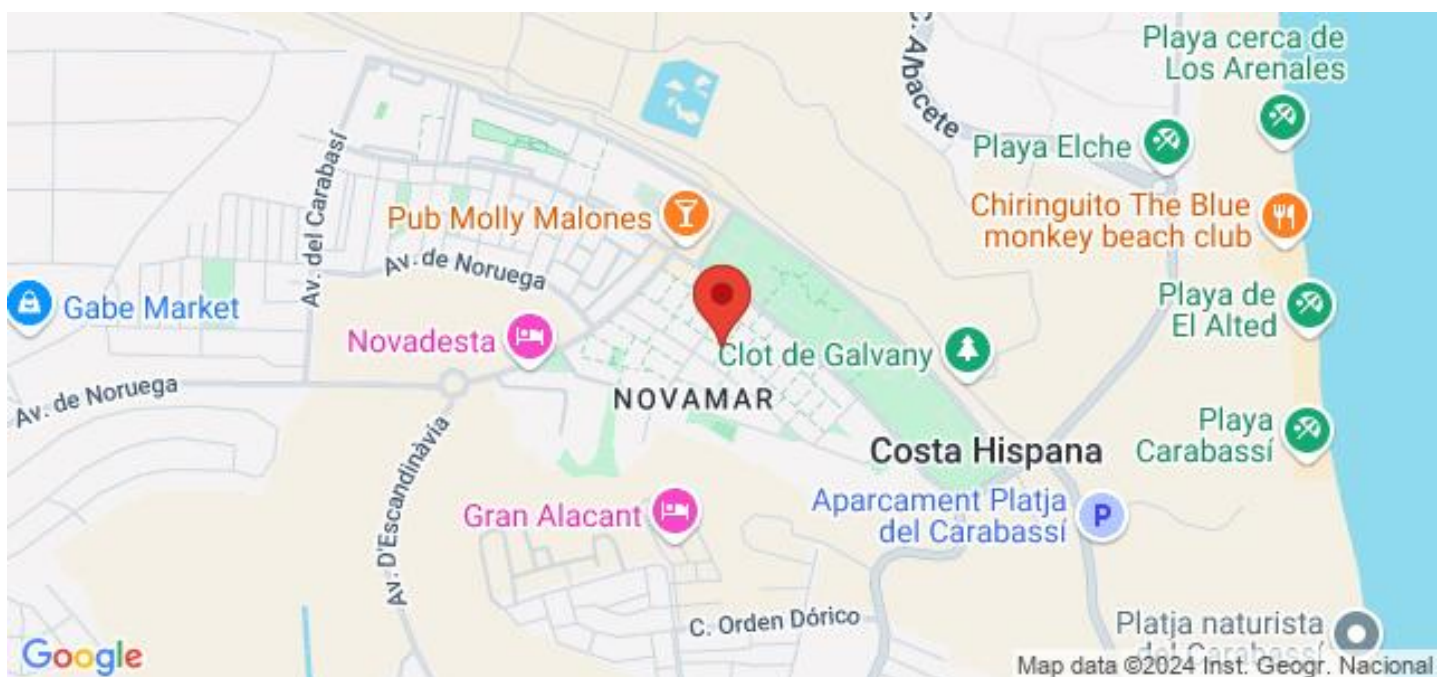 Playa cerca de
Los Arenales
C. Albacete
Playa Elche
Av. del Carabasí
Pub Molly Malones
Chiringuito The Blue
monkey beach club
Av. de Noruega
Gabe Market
Playa de
El Alted
Novadesta
Clot de Galvany
Av. de Noruega
NOVAMAR
Playa
Carabassí
Costa Hispana
Av. D'Escandinàvia
Gran Alacant
Aparcament Platja
del Carabassí
P
C. Orden Dórico
Platja naturista
del Carabassí
Google
Map data ©2024 Inst. Geogr. Nacional